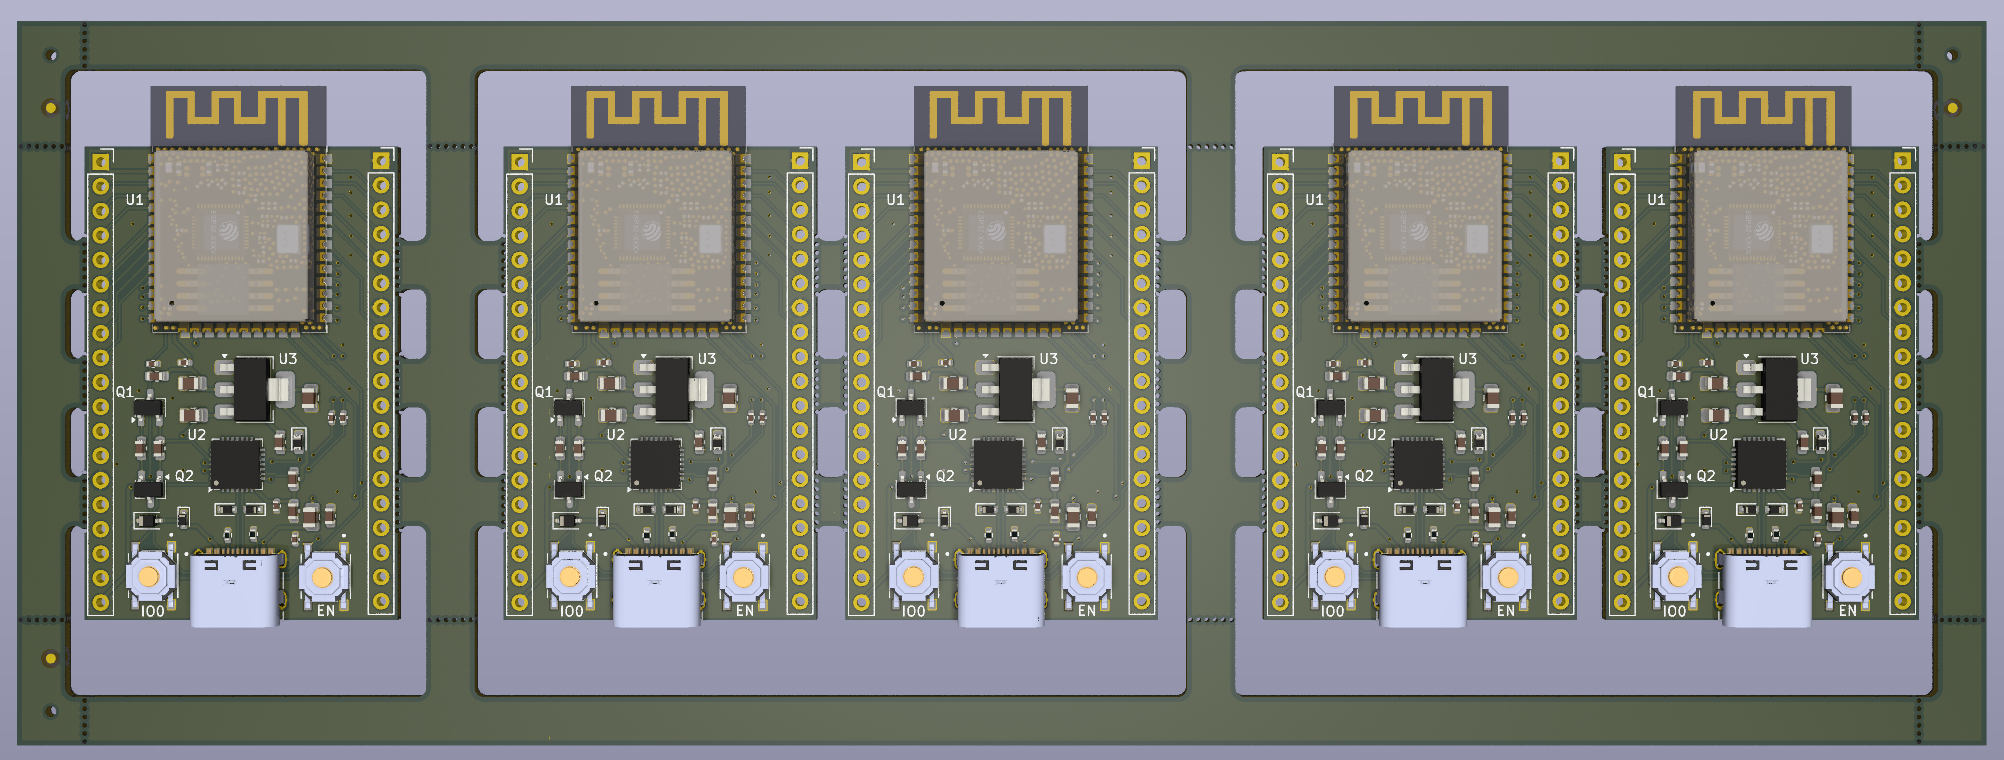 U1 U1 U1 U1 U1
U3 U3 U3 U3 U3
Q1 Q1 Q1 Q1 Q1
U2 U2 U2 U2 U2
Q2 Q2 Q2 Q2 Q2
IO0 EN IO0 EN IO0 EN IO0 EN IO0 EN